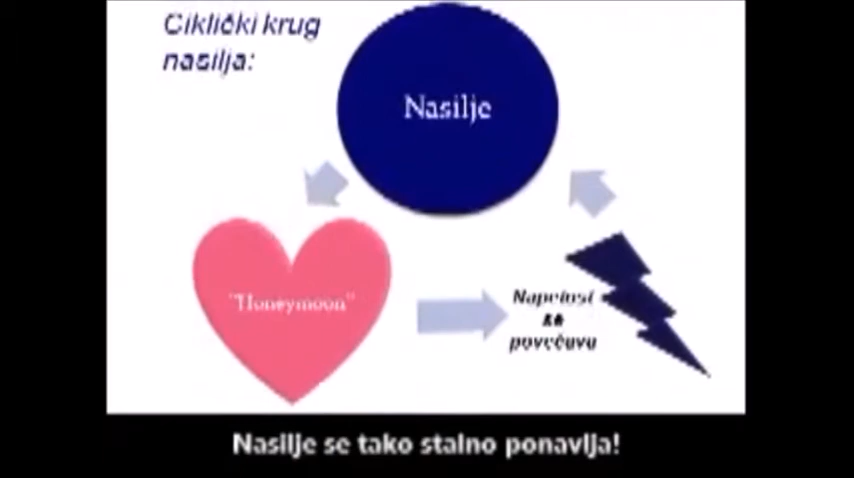 Ciklički krug
nasilja:
Nasilje
"Honeymoon"
Napetost
se
povećava
Nasilje se tako stalno ponavlja!